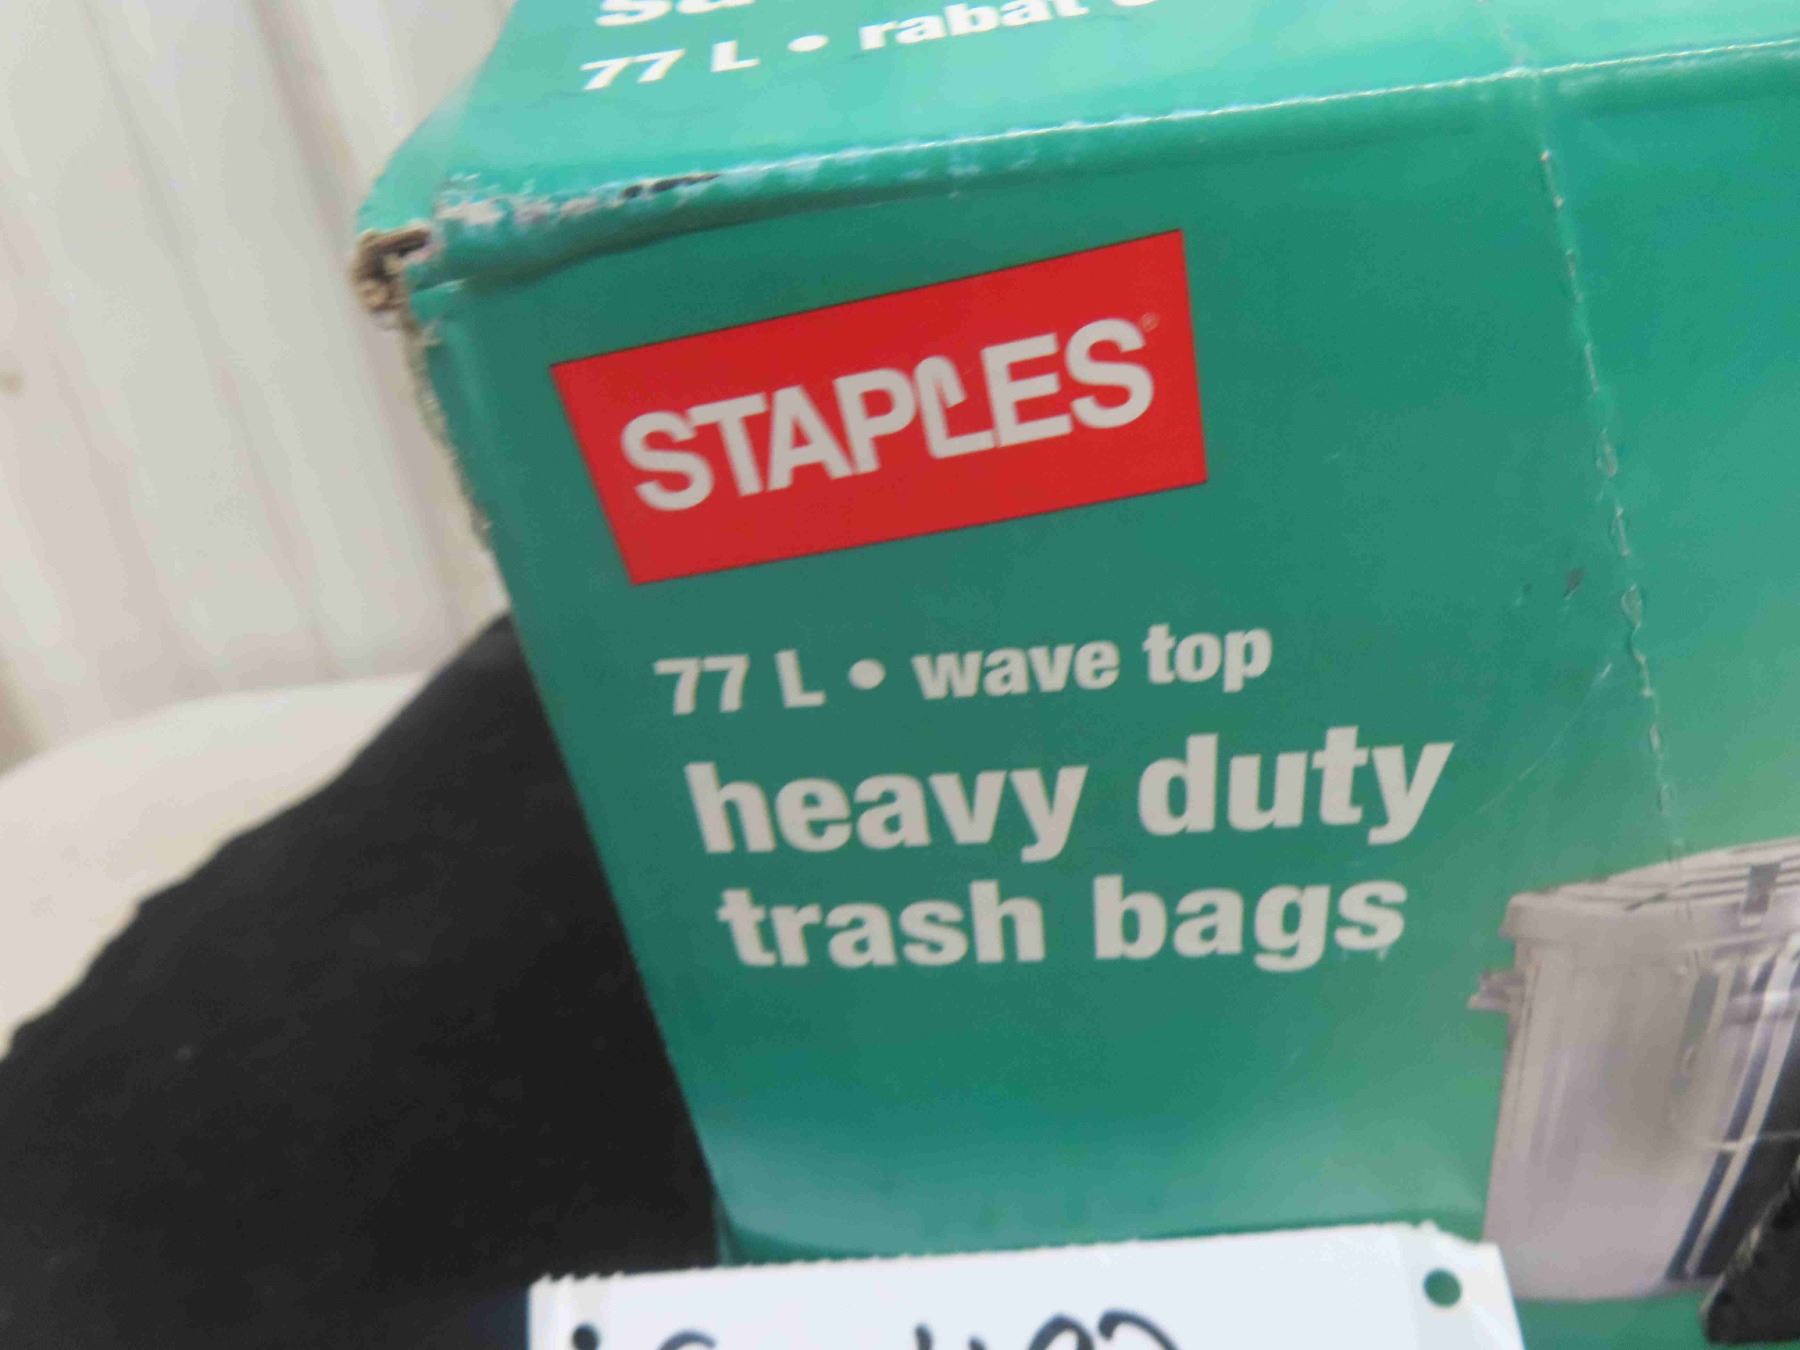 77 L • rabat
STAPLES®
77 L • wave top
heavy duty
trash bags